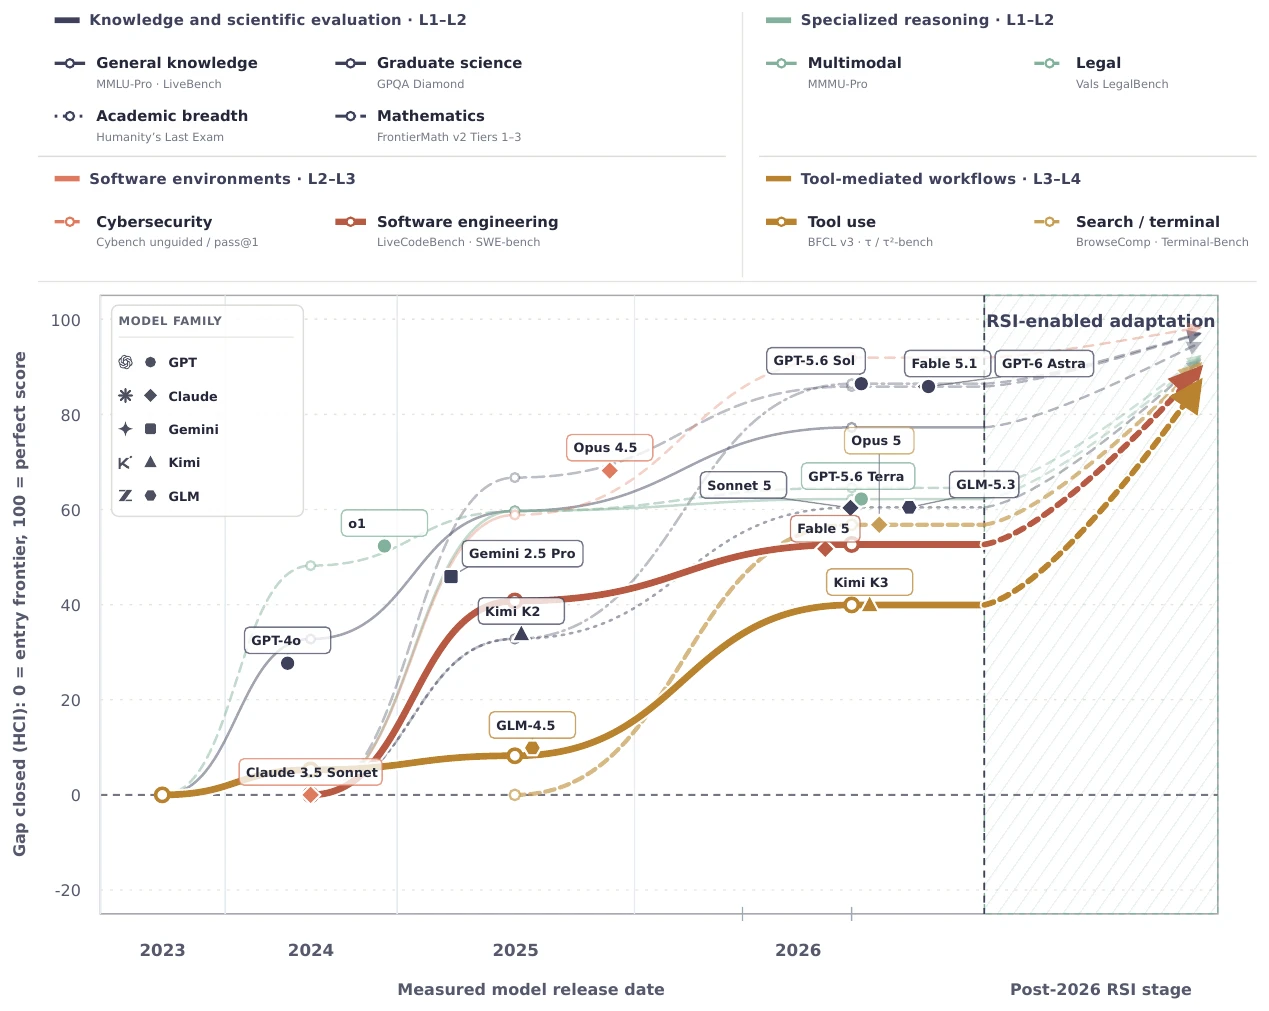 Knowledge and scientific evaluation · L1–L2
General knowledge
MMLU-Pro · LiveBench
Graduate science
GPQA Diamond
Academic breadth
Humanity’s Last Exam
Mathematics
FrontierMath v2 Tiers 1–3
Specialized reasoning · L1–L2
Multimodal
MMMU-Pro
Legal
Vals LegalBench
Software environments · L2–L3
Cybersecurity
Cybench unguided / pass@1
Software engineering
LiveCodeBench · SWE-bench
Tool-mediated workflows · L3–L4
Tool use
BFCL v3 · τ / τ²-bench
Search / terminal
BrowseComp · Terminal-Bench
Gap closed (HCI): 0 = entry frontier, 100 = perfect score
100
80
60
40
20
0
-20
MODEL FAMILY
GPT
Claude
Gemini
Kimi
GLM
RSI-enabled adaptation
GPT-5.6 Sol
Fable 5.1
GPT-6 Astra
Opus 4.5
Opus 5
Sonnet 5
GPT-5.6 Terra
GLM-5.3
o1
Fable 5
Gemini 2.5 Pro
Kimi K3
Kimi K2
GPT-4o
GLM-4.5
Claude 3.5 Sonnet
2023
2024
2025
2026
Measured model release date
Post-2026 RSI stage